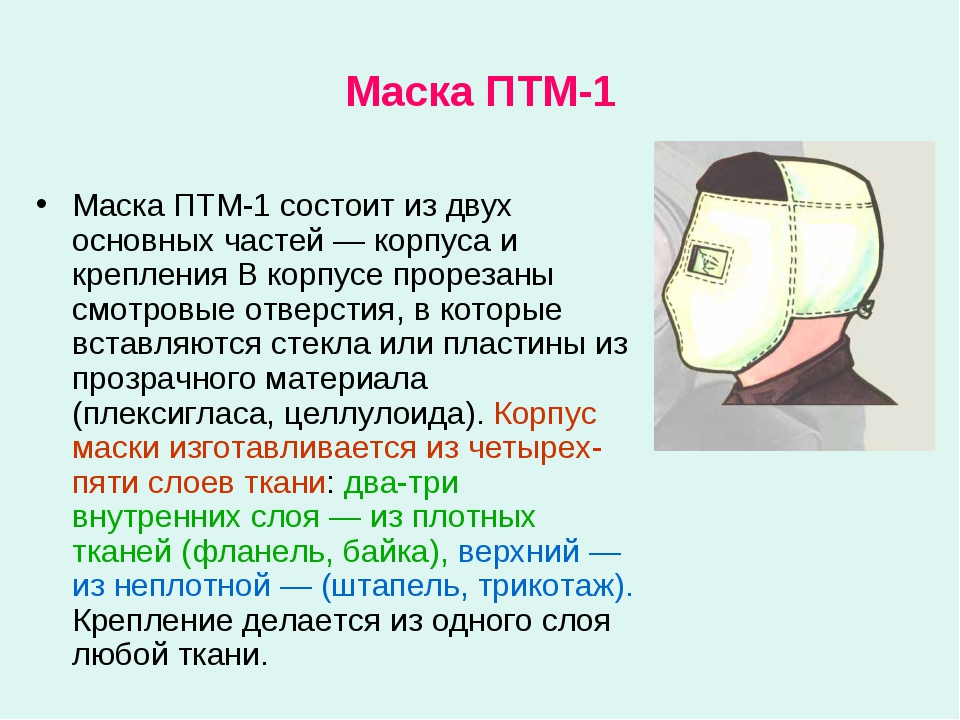 Маска ПТМ-1
• Маска ПТМ-1 состоит из двух
основных частей — корпуса и
крепления В корпусе прорезаны
смотровые отверстия, в которые
вставляются стекла или пластины из
прозрачного материала
(плексигласа, целлулоида). Корпус
маски изготавливается из четырех-
пяти слоев ткани: два-три
внутренних слоя — из плотных
тканей (фланель, байка), верхний —
из неплотной — (штапель, трикотаж).
Крепление делается из одного слоя
любой ткани.